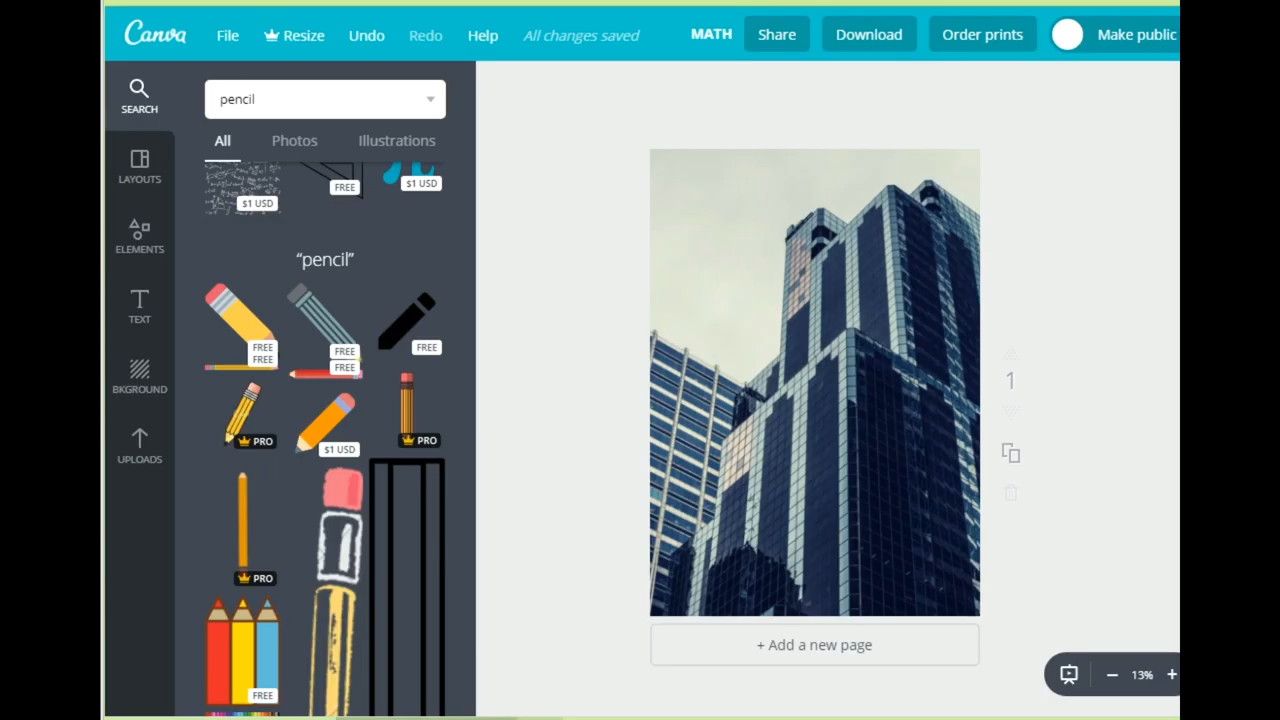 Canva File Resize Undo Redo Help All changes saved MATH Share Download Order prints Make public
SEARCH
pencil
All Photos Illustrations
LAYOUTS
$1 USD
FREE
$1 USD
ELEMENTS
"pencil"
TEXT
FREE
FREE
FREE
FREE
FREE
BKGROUND
PRO
$1 USD
PRO
UPLOADS
PRO
FREE
1
+ Add a new page
13%